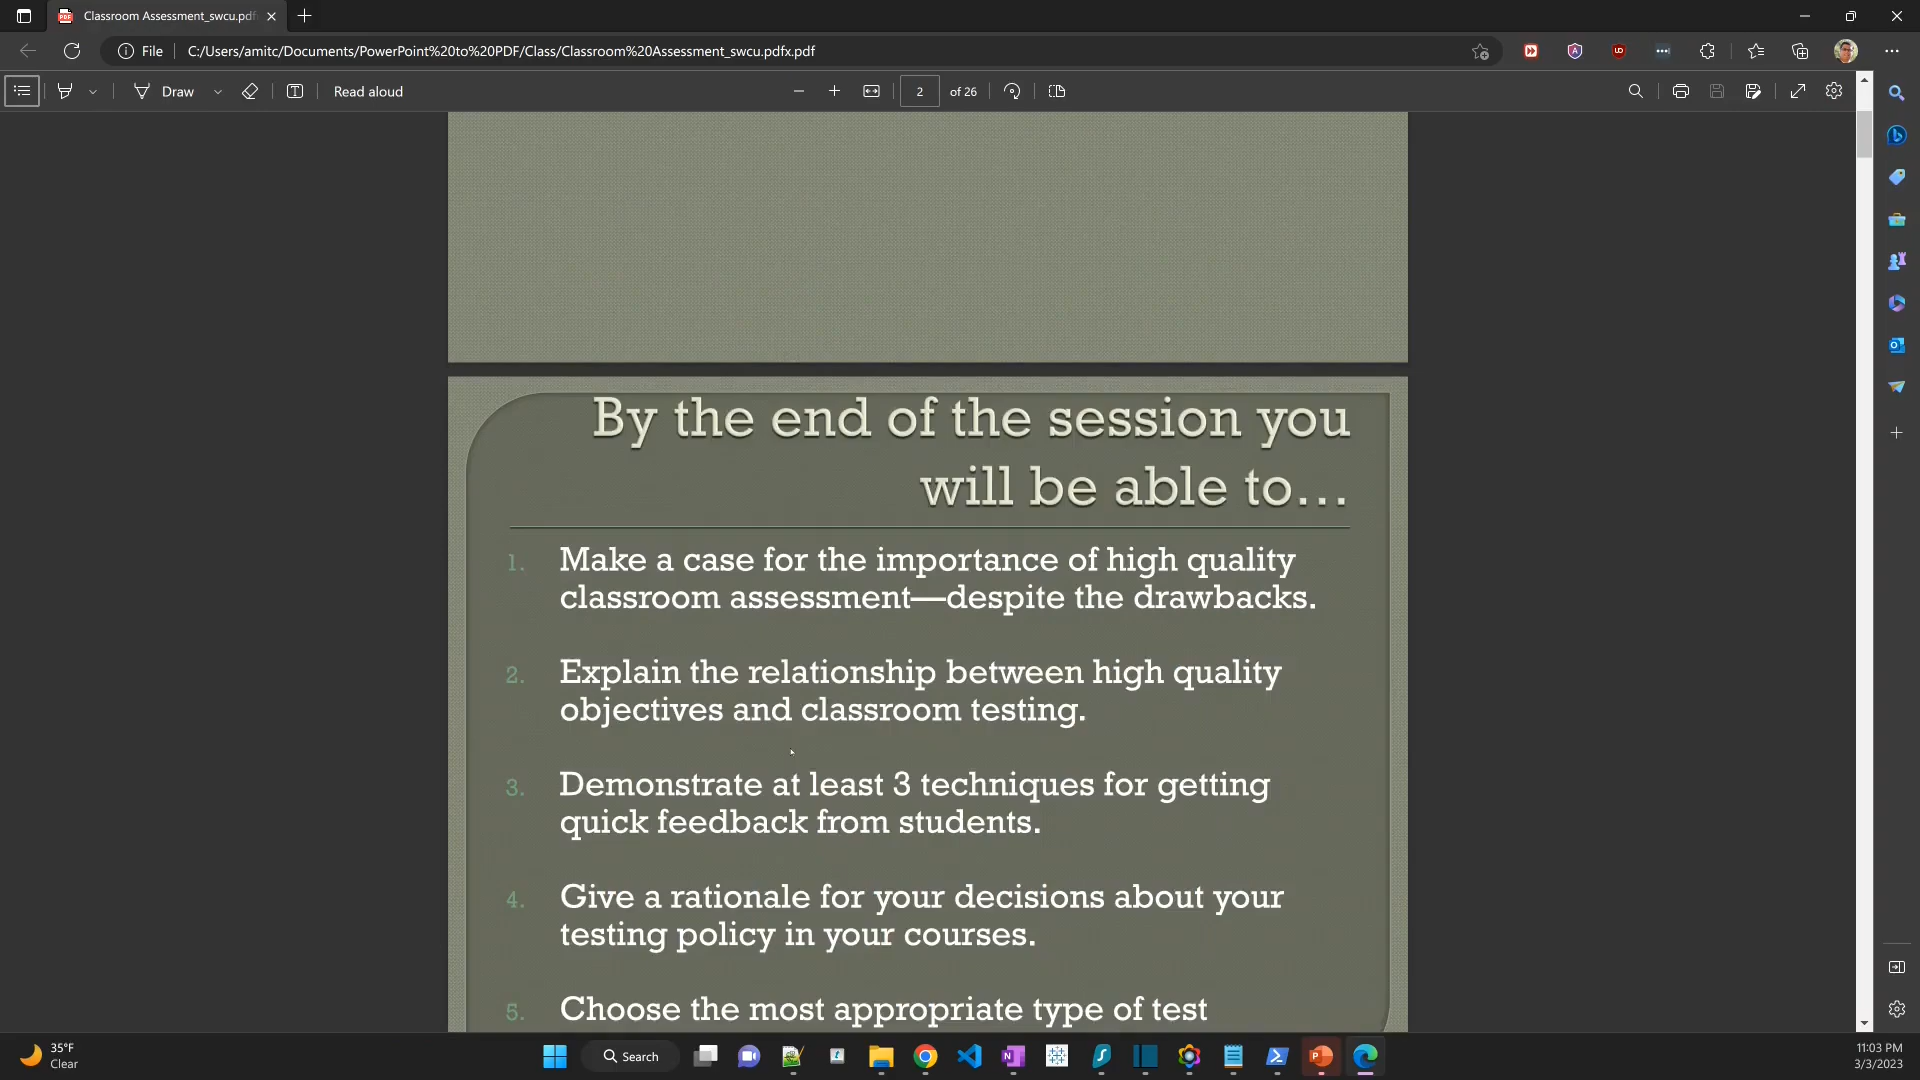 Classroom Assessment_swcu.pdf
File
C:/Users/amitc/Documents/PowerPoint%20to%20PDF/Class/Classroom%20Assessment_swcu.pdfx.pdf
Draw
Read aloud
2
of 26
By the end of the session you
will be able to...
1. Make a case for the importance of high quality
classroom assessment—despite the drawbacks.
2. Explain the relationship between high quality
objectives and classroom testing.
3. Demonstrate at least 3 techniques for getting
quick feedback from students.
4. Give a rationale for your decisions about your
testing policy in your courses.
5. Choose the most appropriate type of test
35°F
Clear
Search
11:03 PM
3/3/2023